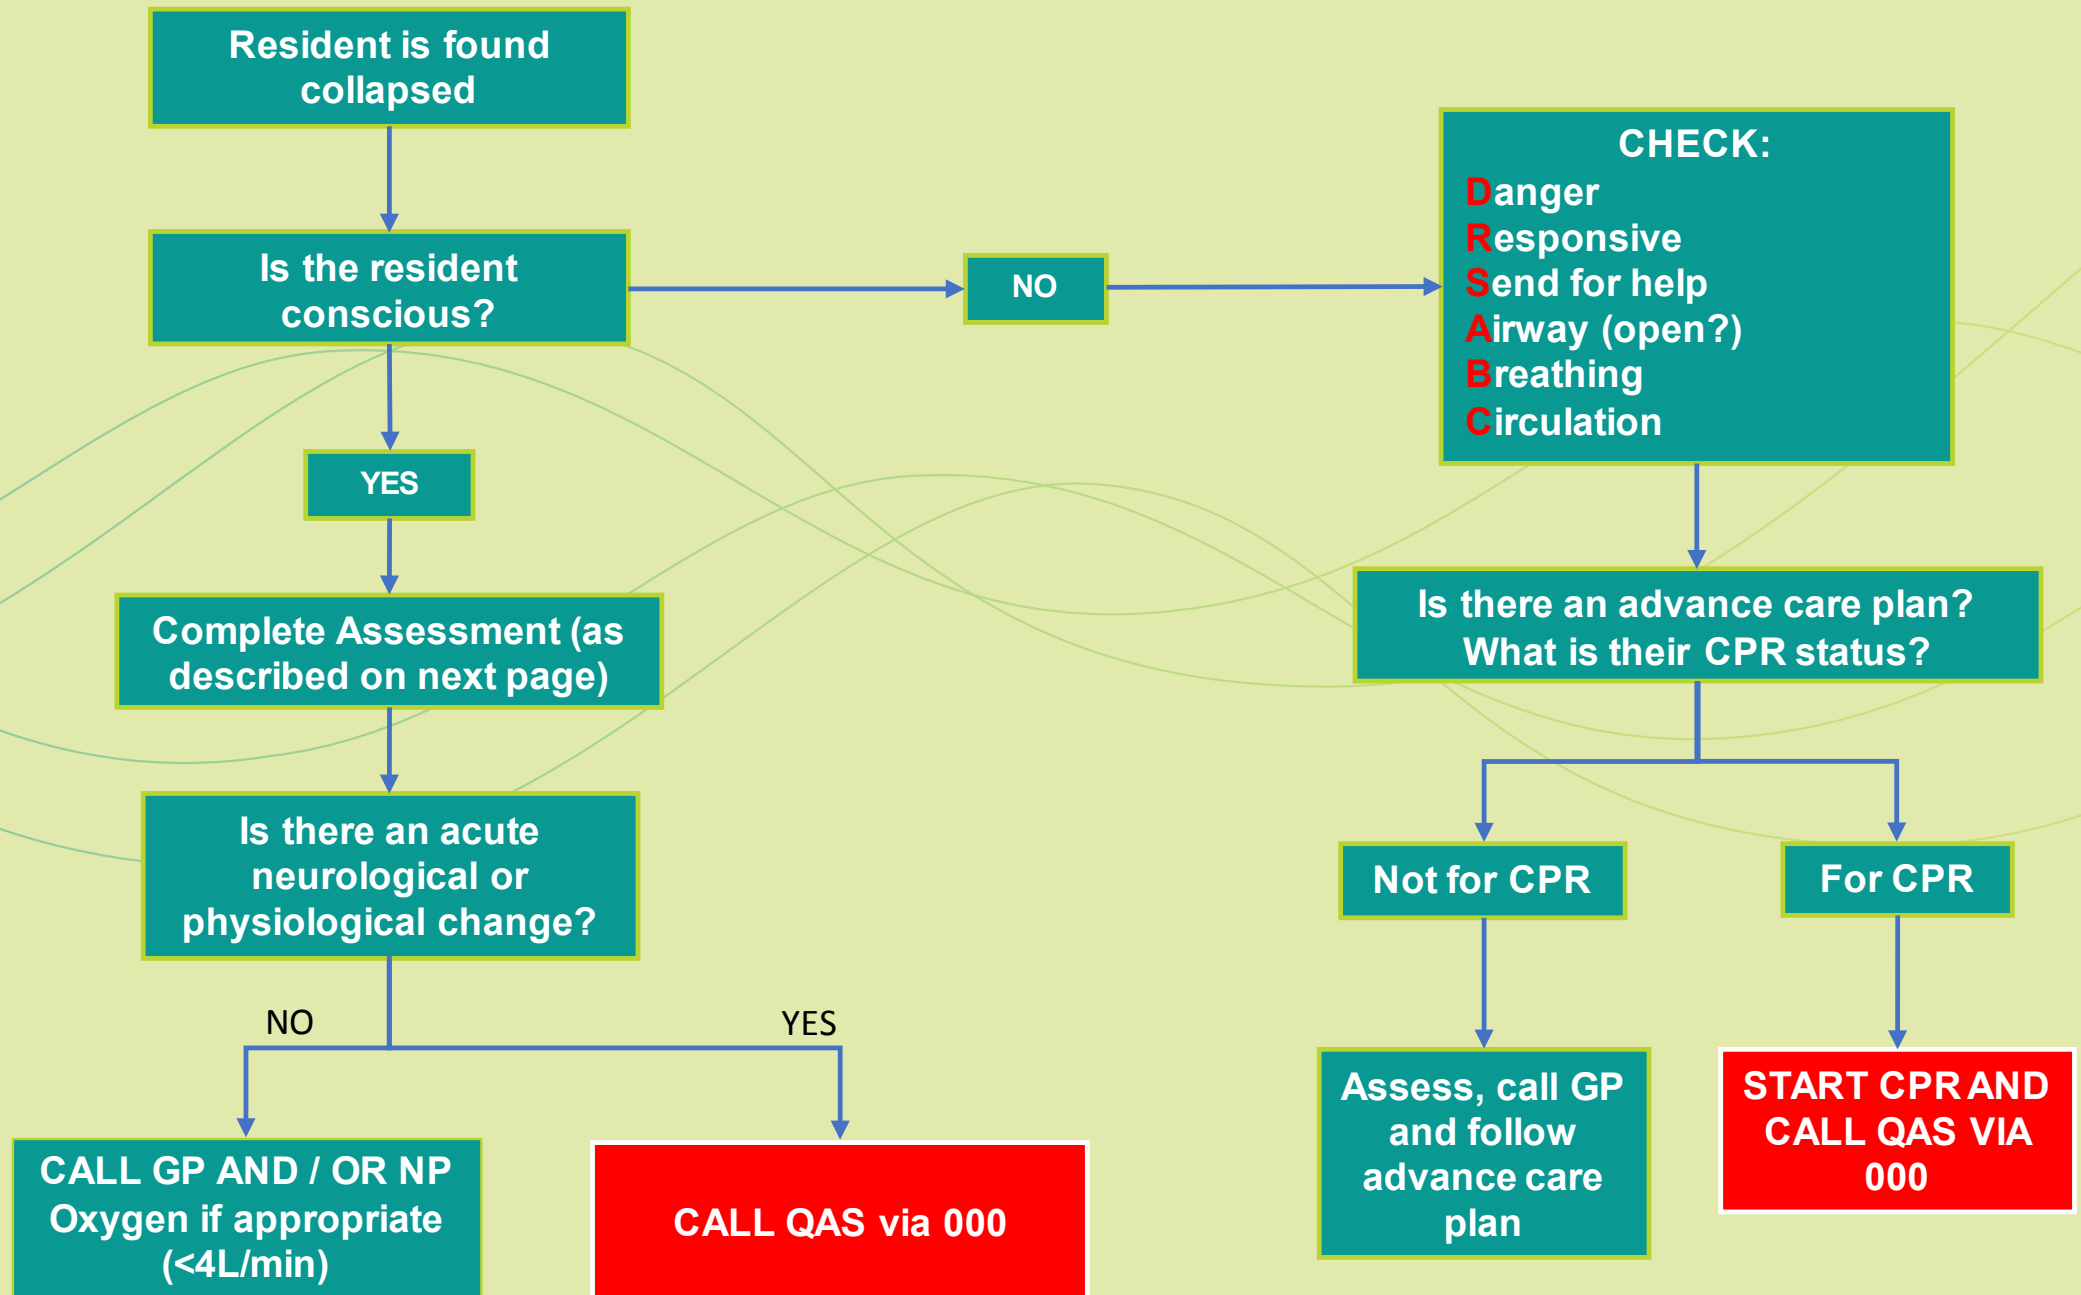 Resident is found
collapsed
Is the resident
conscious?
NO
CHECK:
Danger
Responsive
Send for help
Airway (open?)
Breathing
Circulation
YES
Complete Assessment (as
described on next page)
Is there an advance care plan?
What is their CPR status?
Is there an acute
neurological or
physiological change?
Not for CPR
For CPR
NO
YES
Assess, call GP
and follow
advance care
plan
START CPR AND
CALL QAS VIA
000
CALL GP AND / OR NP
Oxygen if appropriate
(<4L/min)
CALL QAS via 000